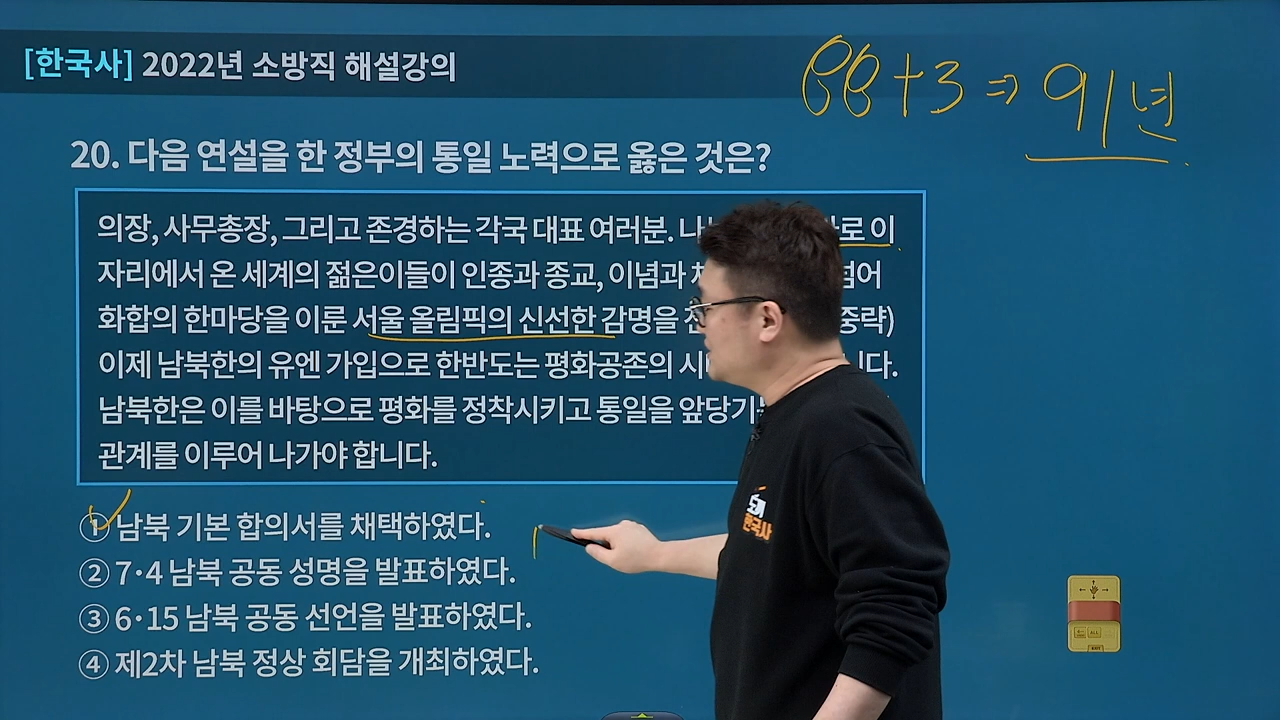 [한국사] 2022년 소방직 해설강의
88+3 ⇒ 91년
20. 다음 연설을 한 정부의 통일 노력으로 옳은 것은?
의장, 사무총장, 그리고 존경하는 각국 대표 여러분. 로 이
자리에서 온 세계의 젊은이들이 인종과 종교, 이념과 넘어
화합의 한마당을 이룬 서울 올림픽의 신선한 감명을 중략)
이제 남북한의 유엔 가입으로 한반도는 평화공존의 니다.
남북한은 이를 바탕으로 평화를 정착시키고 통일을
관계를 이루어 나가야 합니다.
① 남북 기본 합의서를 채택하였다.
② 7·4 남북 공동 성명을 발표하였다.
③ 6·15 남북 공동 선언을 발표하였다.
④ 제2차 남북 정상 회담을 개최하였다.
한국사
ALL
EXIT